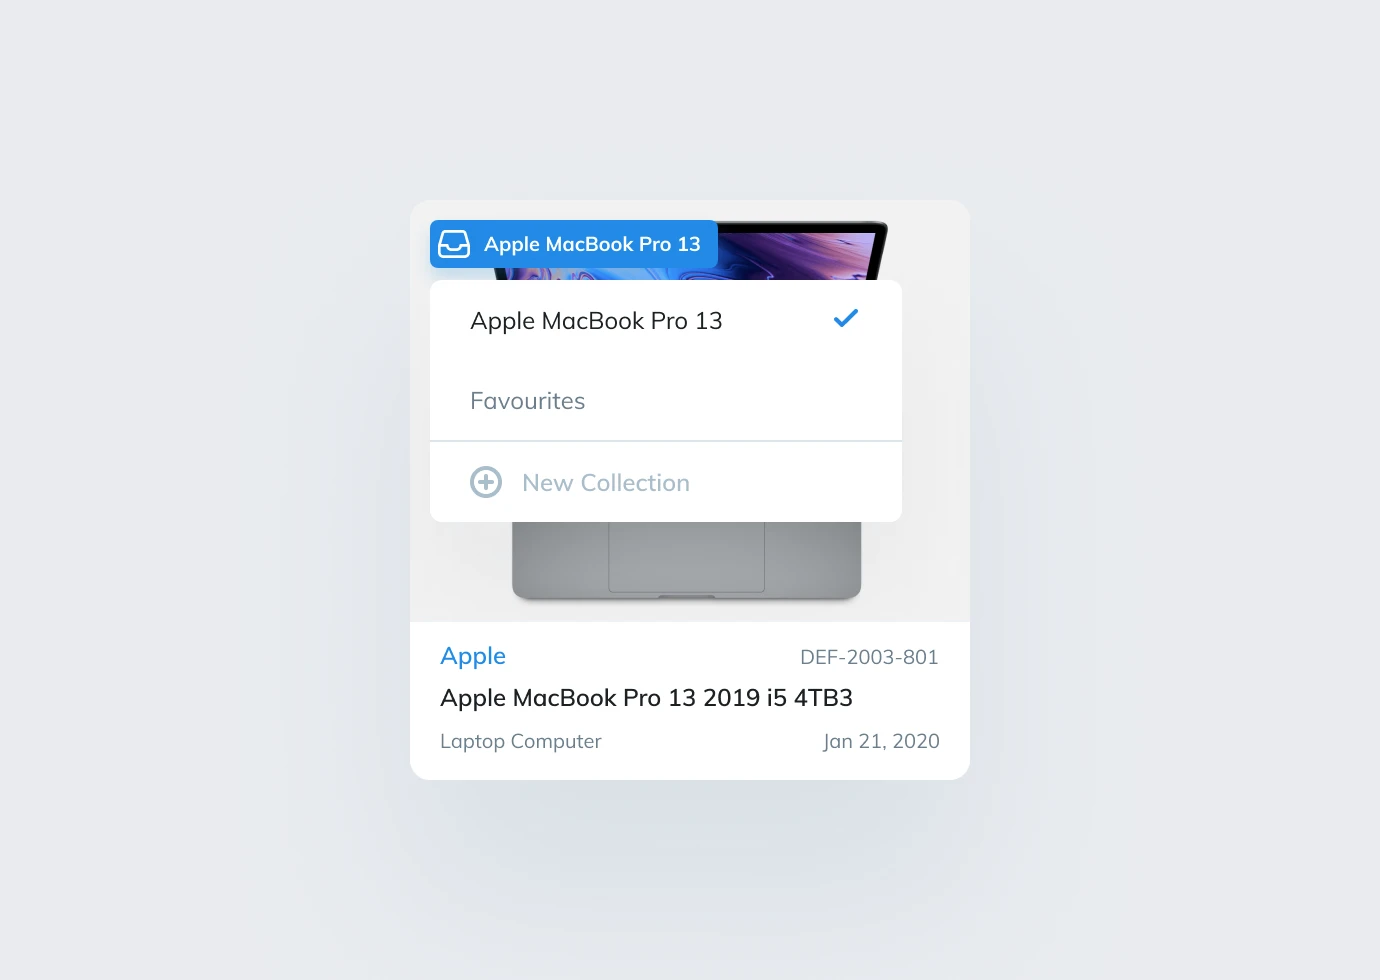 Apple MacBook Pro 13
Apple MacBook Pro 13
Favourites
New Collection
Apple
DEF-2003-801
Apple MacBook Pro 13 2019 i5 4TB3
Laptop Computer
Jan 21, 2020